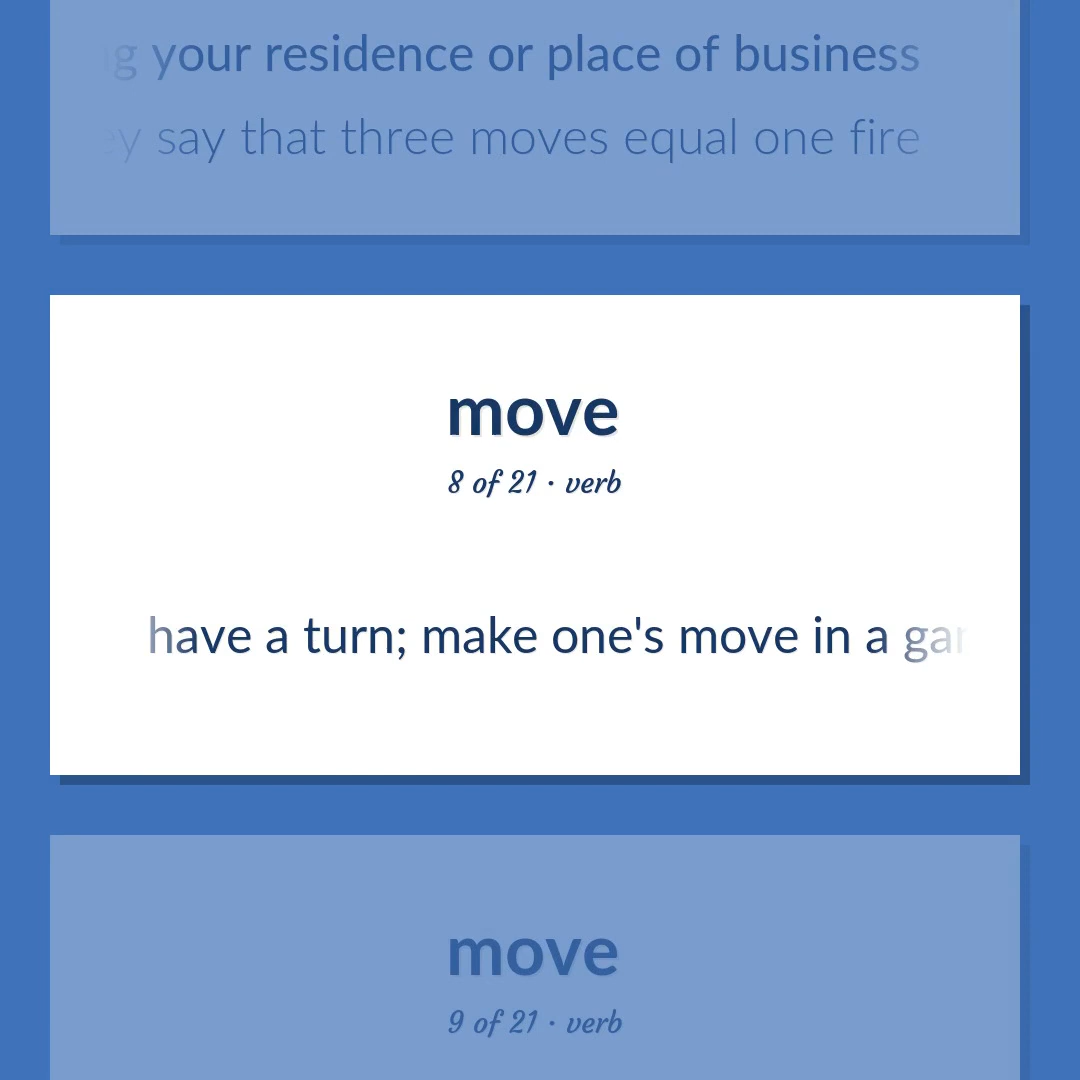 your residence or place of business
say that three moves equal one fire
move
8 of 21 · verb
have a turn; make one's move in a
move
9 of 21 · verb